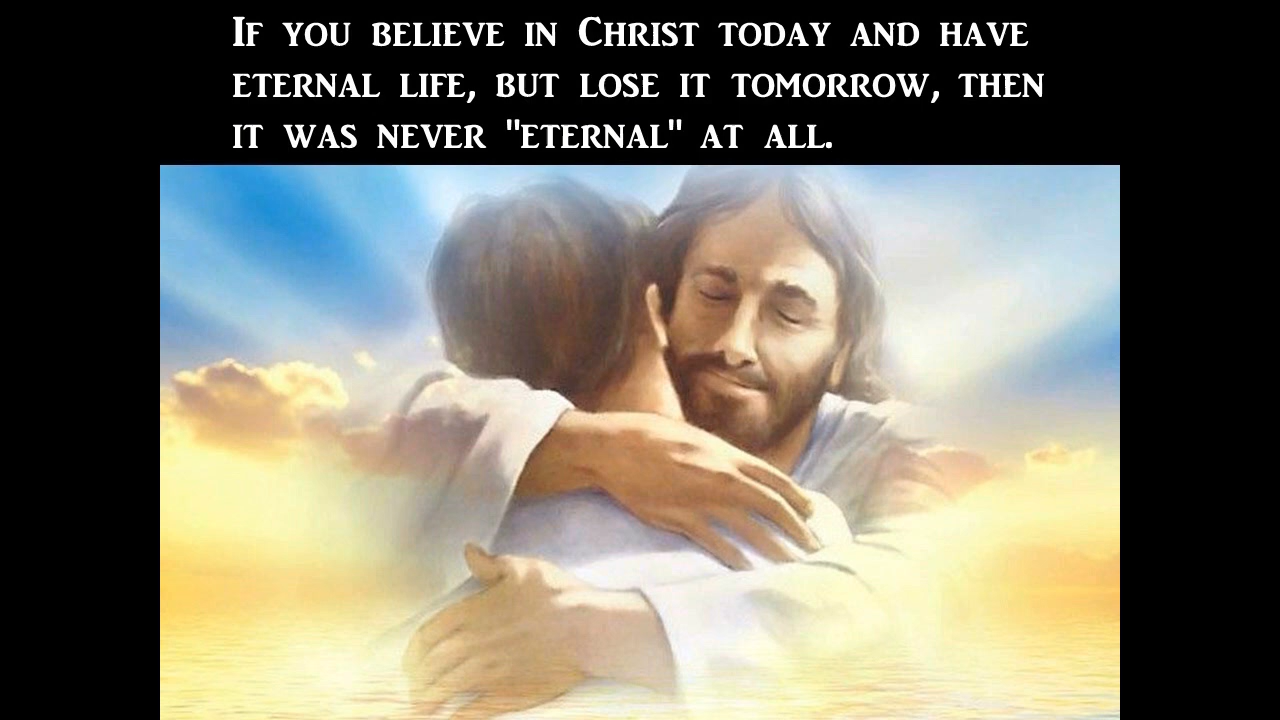 If you believe in Christ today and have
eternal life, but lose it tomorrow, then
it was never "eternal" at all.